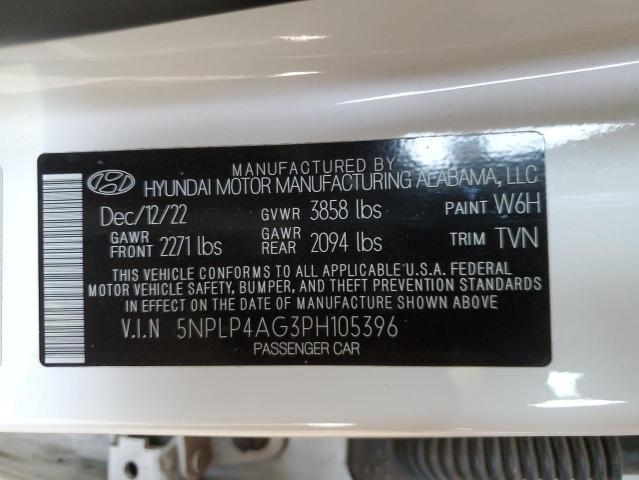 MANUFACTURED BY
HYUNDAI MOTOR MANUFACTURING ALABAMA, LLC
Dec/12/22 GVWR 3858 lbs PAINT W6H
GAWR FRONT 2271 lbs GAWR REAR 2094 lbs TRIM TVN
THIS VEHICLE CONFORMS TO ALL APPLICABLE U.S.A. FEDERAL
MOTOR VEHICLE SAFETY, BUMPER, AND THEFT PREVENTION STANDARDS
IN EFFECT ON THE DATE OF MANUFACTURE SHOWN ABOVE
V.I.N 5NPLP4AG3PH105396
PASSENGER CAR